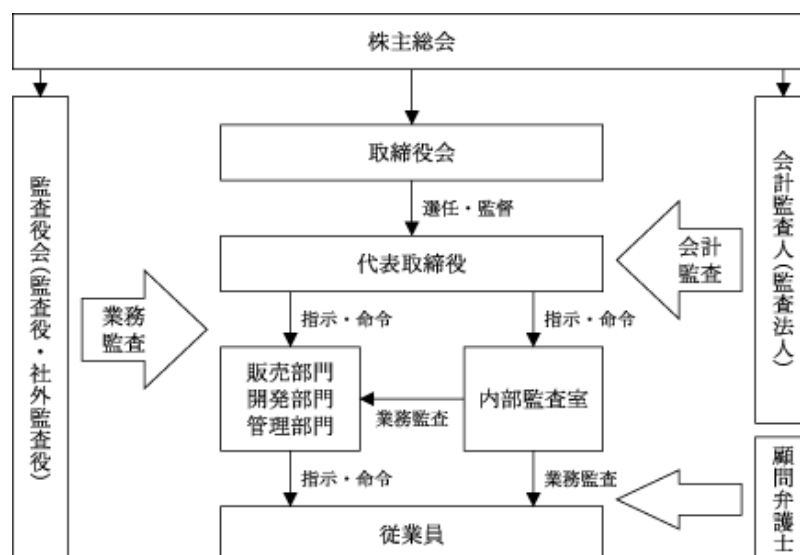 株主総会
監査役会(監査役・社外監査役)
取締役会
選任・監督
代表取締役
会計
監査
会計監査人(監査法人)
業務
監査
指示・命令
指示・命令
販売部門
開発部門
管理部門
業務監査
内部監査室
指示・命令
業務監査
従業員
顧問弁護士